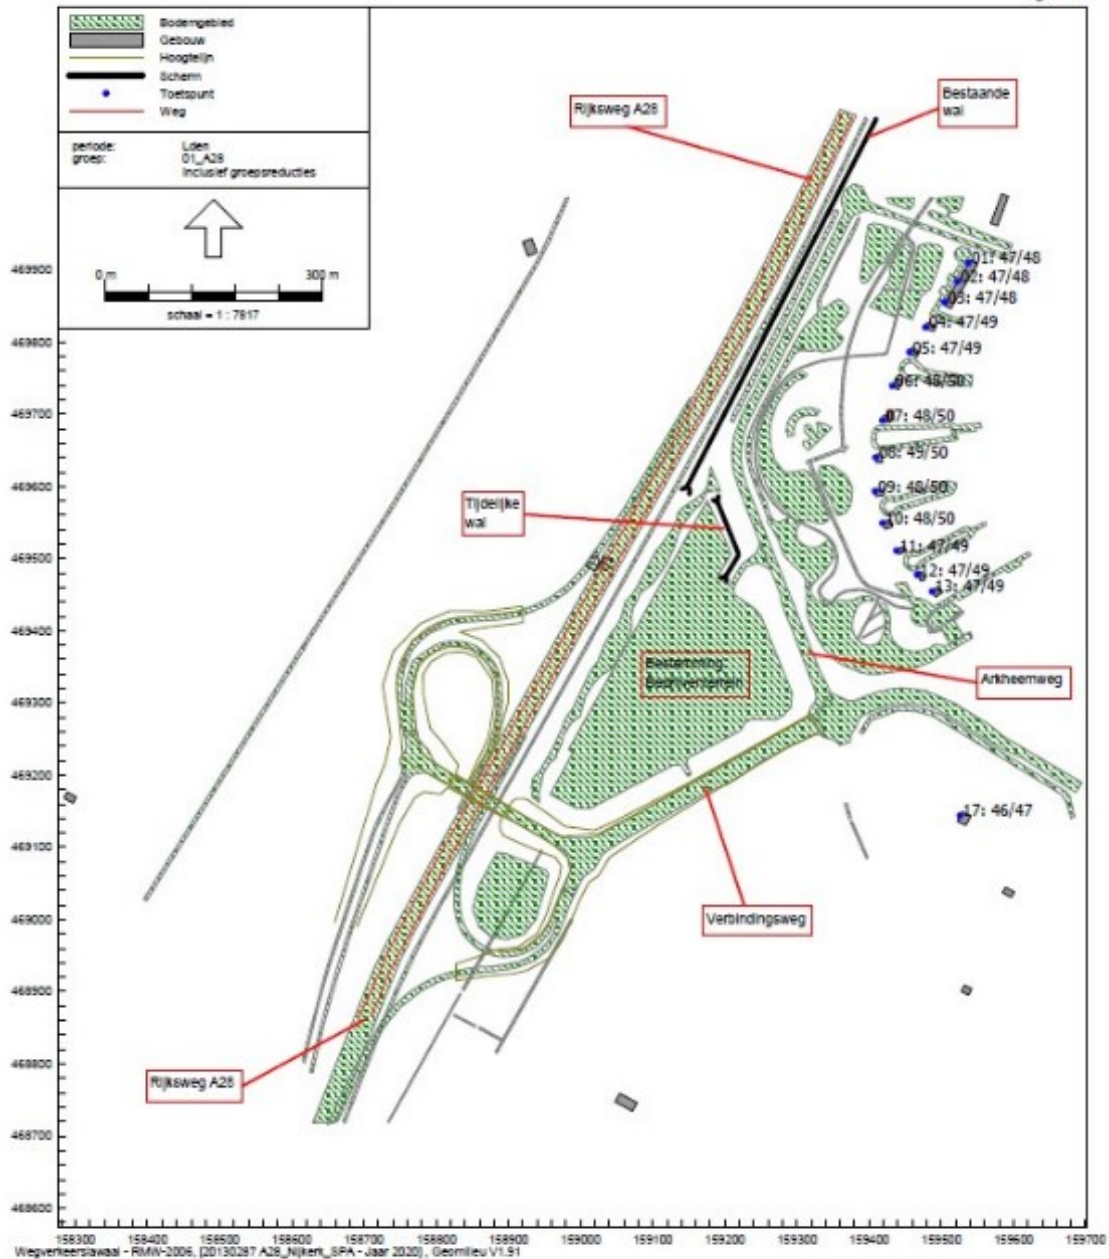 Bodemgebied
Gebouw
Hoogtelijn
Scherm
Toetspunt
Weg
periode: Lden
groep: 01_A28
Inclusief groepsreducties
0 m 300 m
schaal = 1 : 7917
Rijksweg A28
Bestaande
wal
01: 47/48
02: 47/48
03: 47/48
04: 47/49
05: 47/49
06: 48/50
07: 48/50
08: 49/50
09: 48/50
10: 48/50
11: 47/49
12: 47/49
13: 47/49
Tijdelijke
wal
Bestemming:
Bedrijventerrein
Arkheemweg
17: 46/47
Verbindingsweg
Rijksweg A28
469900
469800
469700
469600
469500
469400
469300
469200
469100
469000
468900
468800
468700
468600
158300 158400 158500 158600 158700 158800 158900 159000 159100 159200 159300 159400 159500 159600 159700
Wegverkeerslawaai - RMW-2006, [20130287 A28_Nijkerk_SPA - Jaar 2020] , Geomilieu V1.91